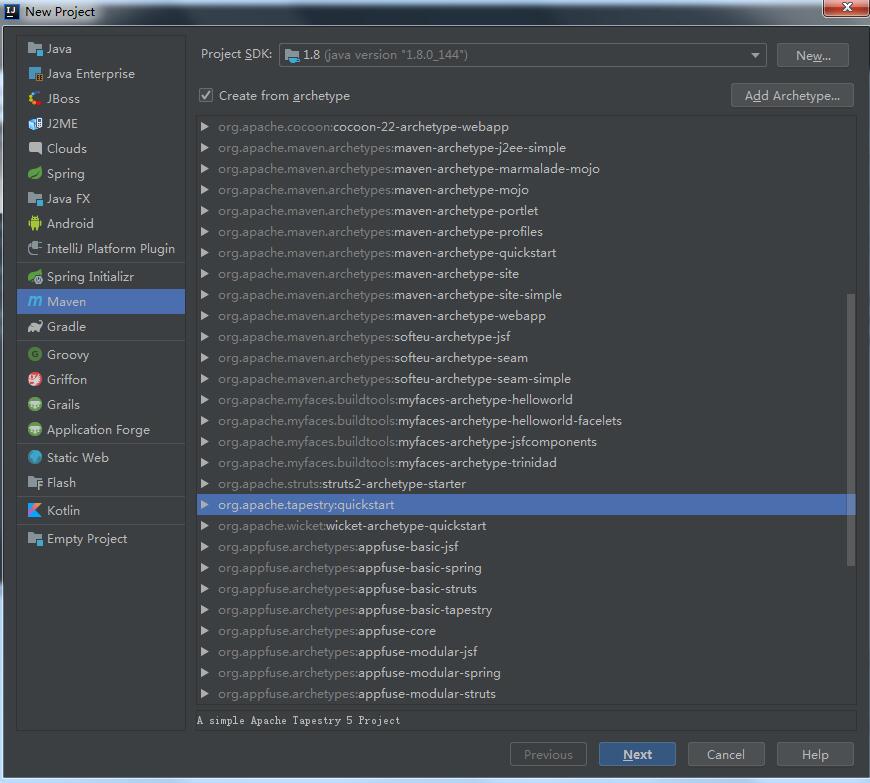 New Project
Java
Java Enterprise
JBoss
J2ME
Clouds
Spring
Java FX
Android
IntelliJ Platform Plugin
Spring Initializr
Maven
Gradle
Groovy
Griffon
Grails
Application Forge
Static Web
Flash
Kotlin
Empty Project
Project SDK: 1.8 (java version "1.8.0_144") New...
Create from archetype Add Archetype...
org.apache.cocoon:cocoon-22-archetype-webapp
org.apache.maven.archetypes:maven-archetype-j2ee-simple
org.apache.maven.archetypes:maven-archetype-marmalade-mojo
org.apache.maven.archetypes:maven-archetype-mojo
org.apache.maven.archetypes:maven-archetype-portlet
org.apache.maven.archetypes:maven-archetype-profiles
org.apache.maven.archetypes:maven-archetype-quickstart
org.apache.maven.archetypes:maven-archetype-site
org.apache.maven.archetypes:maven-archetype-site-simple
org.apache.maven.archetypes:maven-archetype-webapp
org.apache.maven.archetypes:softeu-archetype-jsf
org.apache.maven.archetypes:softeu-archetype-seam
org.apache.maven.archetypes:softeu-archetype-seam-simple
org.apache.myfaces.buildtools:myfaces-archetype-helloworld
org.apache.myfaces.buildtools:myfaces-archetype-helloworld-facelets
org.apache.myfaces.buildtools:myfaces-archetype-jsfcomponents
org.apache.myfaces.buildtools:myfaces-archetype-trinidad
org.apache.struts:struts2-archetype-starter
org.apache.tapestry:quickstart
org.apache.wicket:wicket-archetype-quickstart
org.appfuse.archetypes:appfuse-basic-jsf
org.appfuse.archetypes:appfuse-basic-spring
org.appfuse.archetypes:appfuse-basic-struts
org.appfuse.archetypes:appfuse-basic-tapestry
org.appfuse.archetypes:appfuse-core
org.appfuse.archetypes:appfuse-modular-jsf
org.appfuse.archetypes:appfuse-modular-spring
org.appfuse.archetypes:appfuse-modular-struts
A simple Apache Tapestry 5 Project
Previous Next Cancel Help